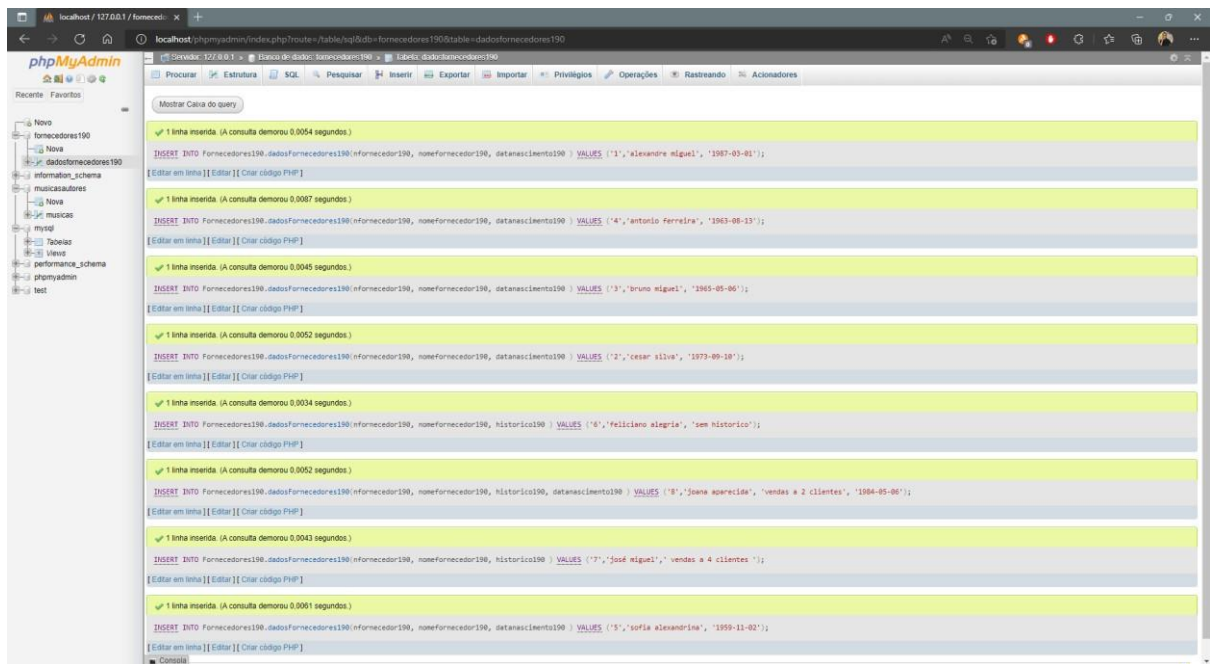 localhost / 127.0.0.1 / fornecedo
localhost/phpmyadmin/index.php?route=/table/sql&db=fornecedores190&table=dadosfornecedores190
phpMyAdmin
Recente Favoritos
Novo
fornecedores190
Nova
dadosfornecedores190
information_schema
musicasautores
Nova
musicas
mysql
Tabelas
Views
performance_schema
phpmyadmin
test
Servidor: 127.0.0.1 » Banco de dados: fornecedores190 » Tabela: dadosfornecedores190
Procurar Estrutura SQL Pesquisar Inserir Exportar Importar Privilégios Operações Rastreando Acionadores
Mostrar Caixa do query
1 linha inserida. (A consulta demorou 0,0054 segundos.)
INSERT INTO Fornecedores190.dadosFornecedores190(nfornecedor190, nomefornecedor190, datanascimento190 ) VALUES ('1','alexandre miguel', '1987-03-01');
[ Editar em linha ] [ Editar ] [ Criar código PHP ]
1 linha inserida. (A consulta demorou 0,0087 segundos.)
INSERT INTO Fornecedores190.dadosFornecedores190(nfornecedor190, nomefornecedor190, datanascimento190 ) VALUES ('4','antonio ferreira', '1963-08-13');
[ Editar em linha ] [ Editar ] [ Criar código PHP ]
1 linha inserida. (A consulta demorou 0,0045 segundos.)
INSERT INTO Fornecedores190.dadosFornecedores190(nfornecedor190, nomefornecedor190, datanascimento190 ) VALUES ('3','bruno miguel', '1965-05-06');
[ Editar em linha ] [ Editar ] [ Criar código PHP ]
1 linha inserida. (A consulta demorou 0,0052 segundos.)
INSERT INTO Fornecedores190.dadosFornecedores190(nfornecedor190, nomefornecedor190, datanascimento190 ) VALUES ('2','cesar silva', '1973-09-10');
[ Editar em linha ] [ Editar ] [ Criar código PHP ]
1 linha inserida. (A consulta demorou 0,0034 segundos.)
INSERT INTO Fornecedores190.dadosFornecedores190(nfornecedor190, nomefornecedor190, historico190 ) VALUES ('6','feliciano alegria', 'sem historico');
[ Editar em linha ] [ Editar ] [ Criar código PHP ]
1 linha inserida. (A consulta demorou 0,0052 segundos.)
INSERT INTO Fornecedores190.dadosFornecedores190(nfornecedor190, nomefornecedor190, historico190, datanascimento190 ) VALUES ('8','joana aparecida', 'vendas a 2 clientes', '1984-05-06');
[ Editar em linha ] [ Editar ] [ Criar código PHP ]
1 linha inserida. (A consulta demorou 0,0043 segundos.)
INSERT INTO Fornecedores190.dadosFornecedores190(nfornecedor190, nomefornecedor190, historico190 ) VALUES ('7','josé miguel',' vendas a 4 clientes ');
[ Editar em linha ] [ Editar ] [ Criar código PHP ]
1 linha inserida. (A consulta demorou 0,0061 segundos.)
INSERT INTO Fornecedores190.dadosFornecedores190(nfornecedor190, nomefornecedor190, datanascimento190 ) VALUES ('5','sofia alexandrina', '1959-11-02');
[ Editar em linha ] [ Editar ] [ Criar código PHP ]
Consola